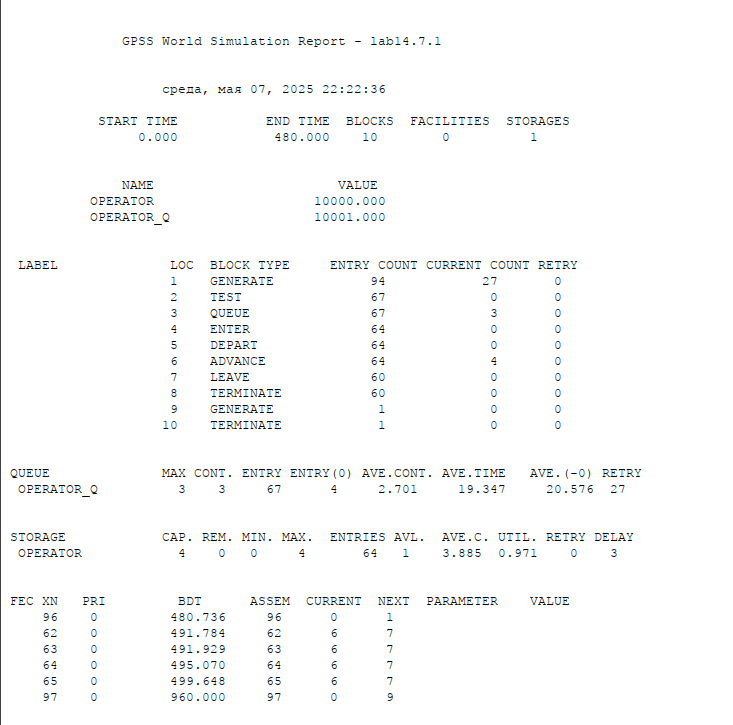 GPSS World Simulation Report - lab14.7.1
среда, мая 07, 2025 22:22:36
START TIME END TIME BLOCKS FACILITIES STORAGES
0.000 480.000 10 0 1
NAME VALUE
OPERATOR 10000.000
OPERATOR_Q 10001.000
LABEL LOC BLOCK TYPE ENTRY COUNT CURRENT COUNT RETRY
1 GENERATE 94 27 0
2 TEST 67 0 0
3 QUEUE 67 3 0
4 ENTER 64 0 0
5 DEPART 64 0 0
6 ADVANCE 64 4 0
7 LEAVE 60 0 0
8 TERMINATE 60 0 0
9 GENERATE 1 0 0
10 TERMINATE 1 0 0
QUEUE MAX CONT. ENTRY ENTRY(0) AVE.CONT. AVE.TIME AVE.(-0) RETRY
OPERATOR_Q 3 3 67 4 2.701 19.347 20.576 27
STORAGE CAP. REM. MIN. MAX. ENTRIES AVL. AVE.C. UTIL. RETRY DELAY
OPERATOR 4 0 0 4 64 1 3.885 0.971 0 3
FEC XN PRI BDT ASSEM CURRENT NEXT PARAMETER VALUE
96 0 480.736 96 0 1
62 0 491.784 62 6 7
63 0 491.929 63 6 7
64 0 495.070 64 6 7
65 0 499.648 65 6 7
97 0 960.000 97 0 9